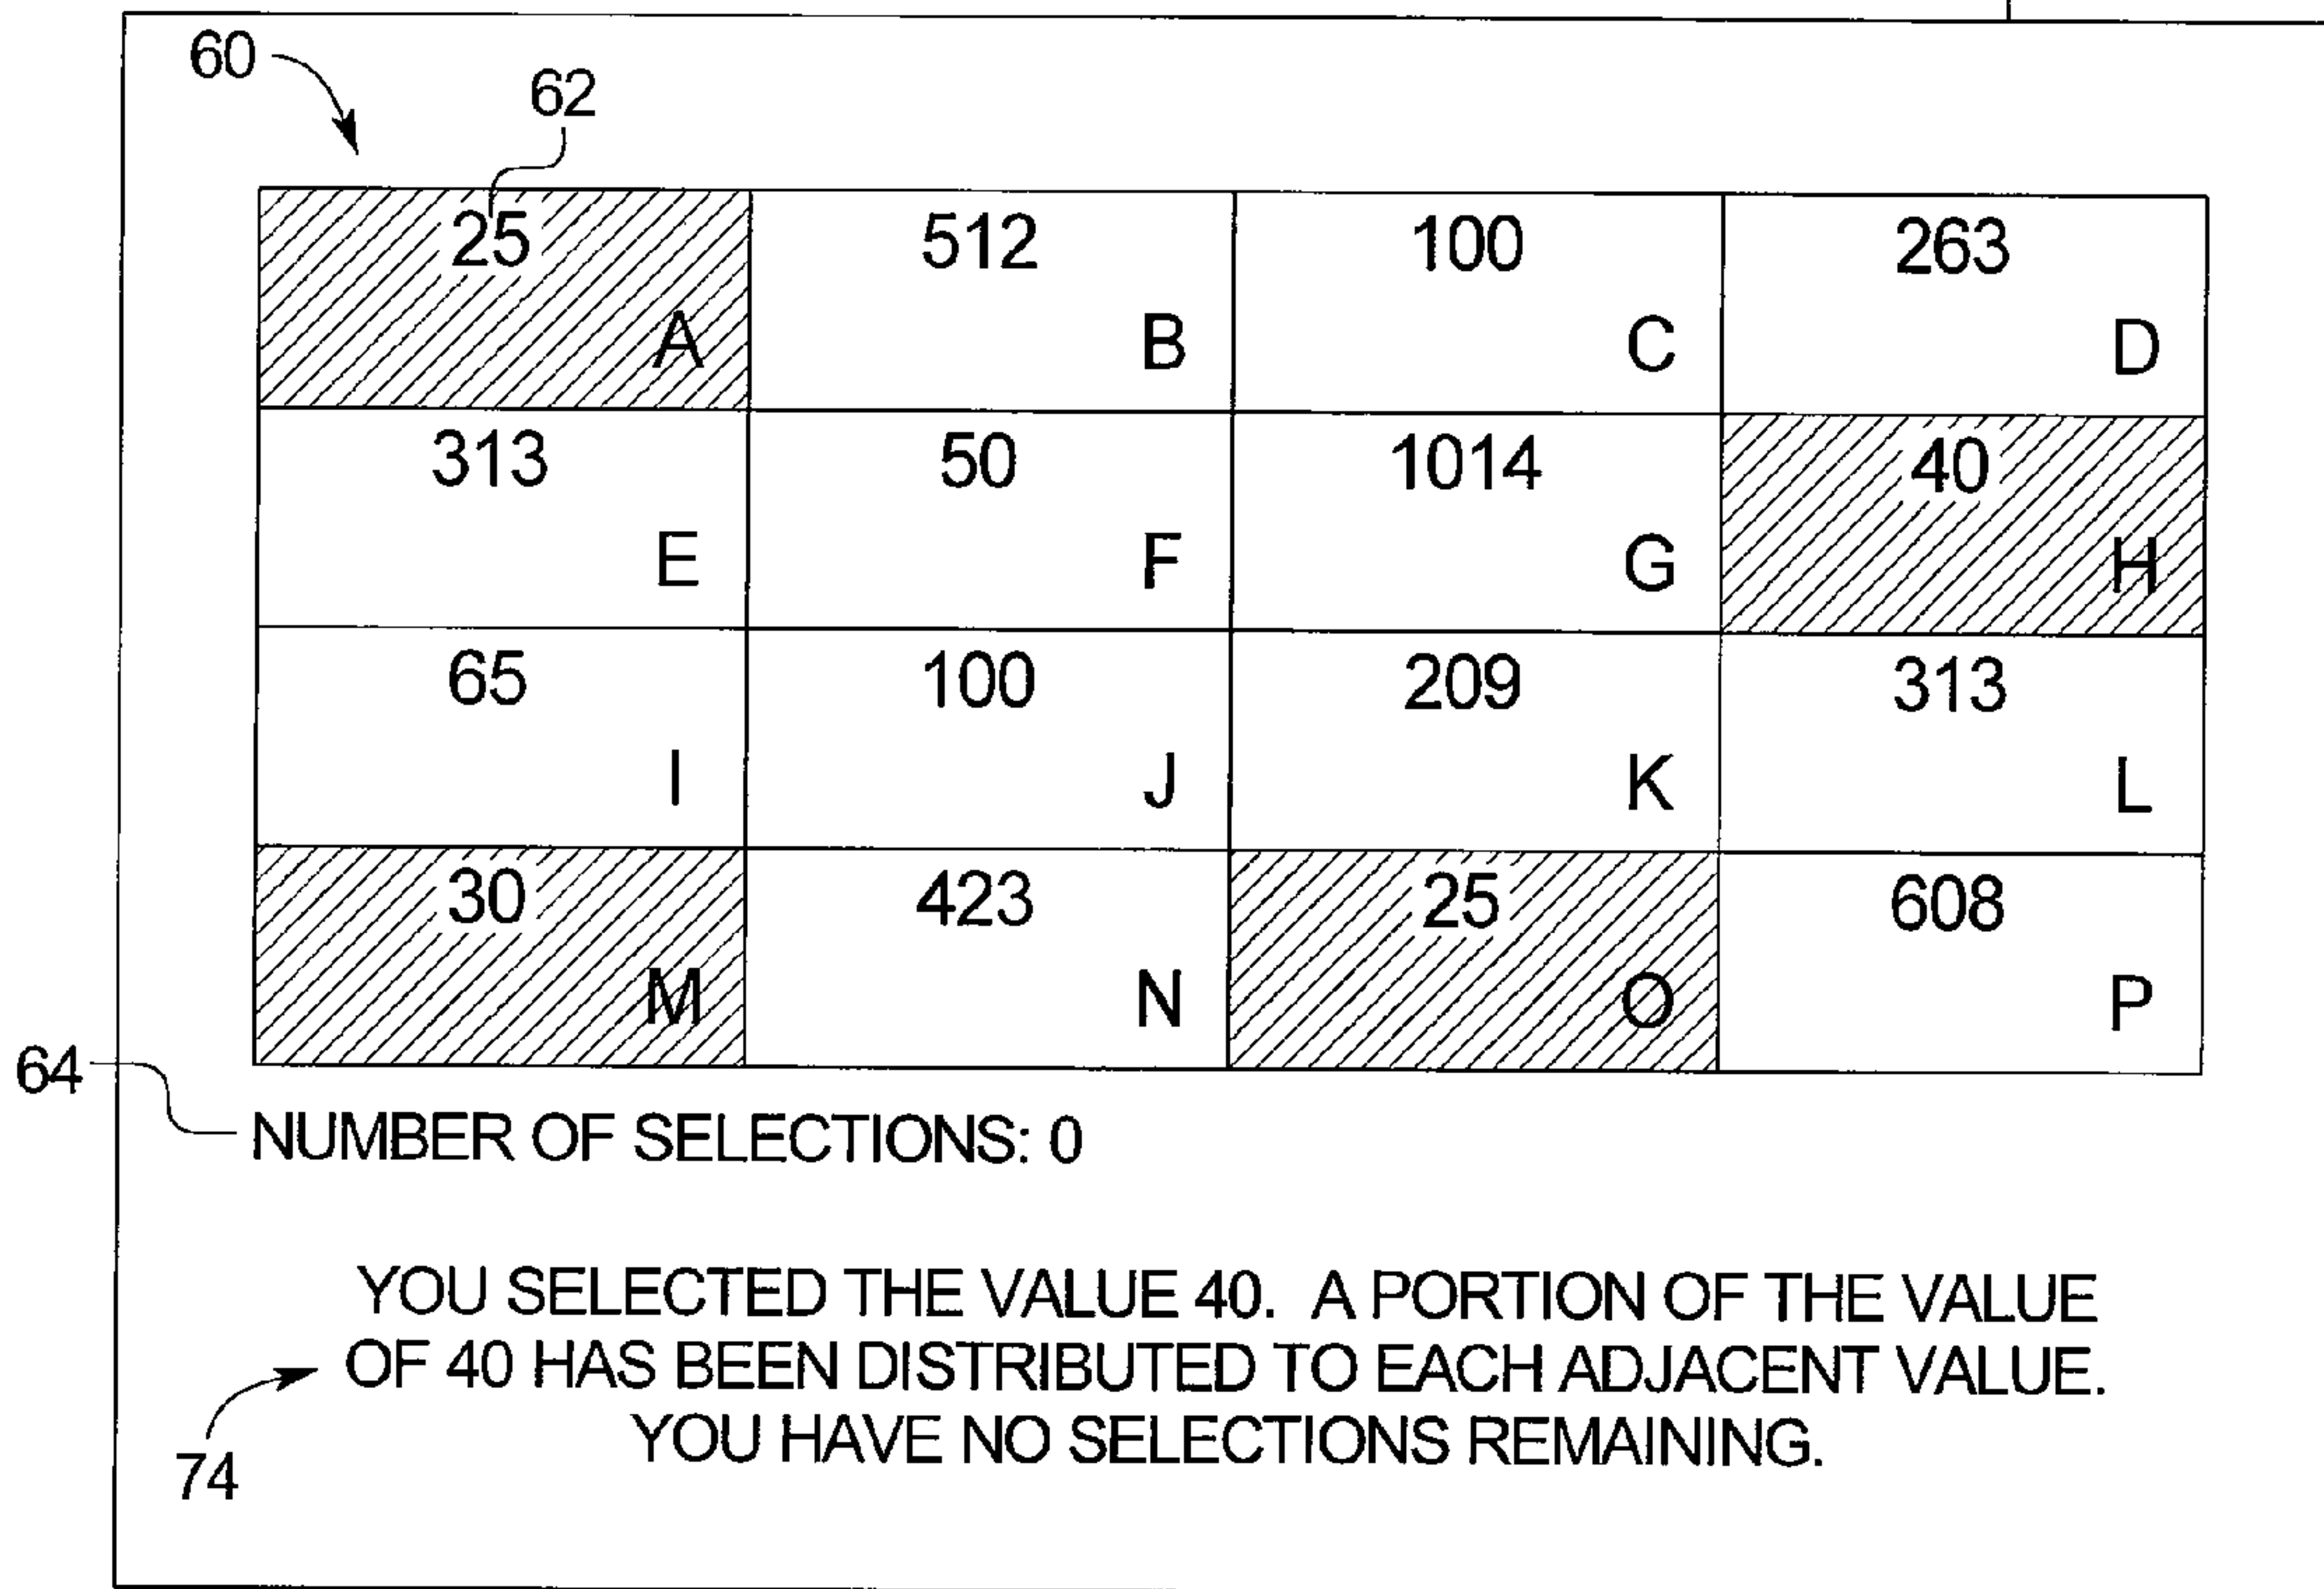 60
62
25 512 100 263
A B C D
313 50 1014 40
E F G H
65 100 209 313
I J K L
30 423 25 608
M N O P
64
NUMBER OF SELECTIONS: 0
YOU SELECTED THE VALUE 40. A PORTION OF THE VALUE
OF 40 HAS BEEN DISTRIBUTED TO EACH ADJACENT VALUE.
YOU HAVE NO SELECTIONS REMAINING.
74